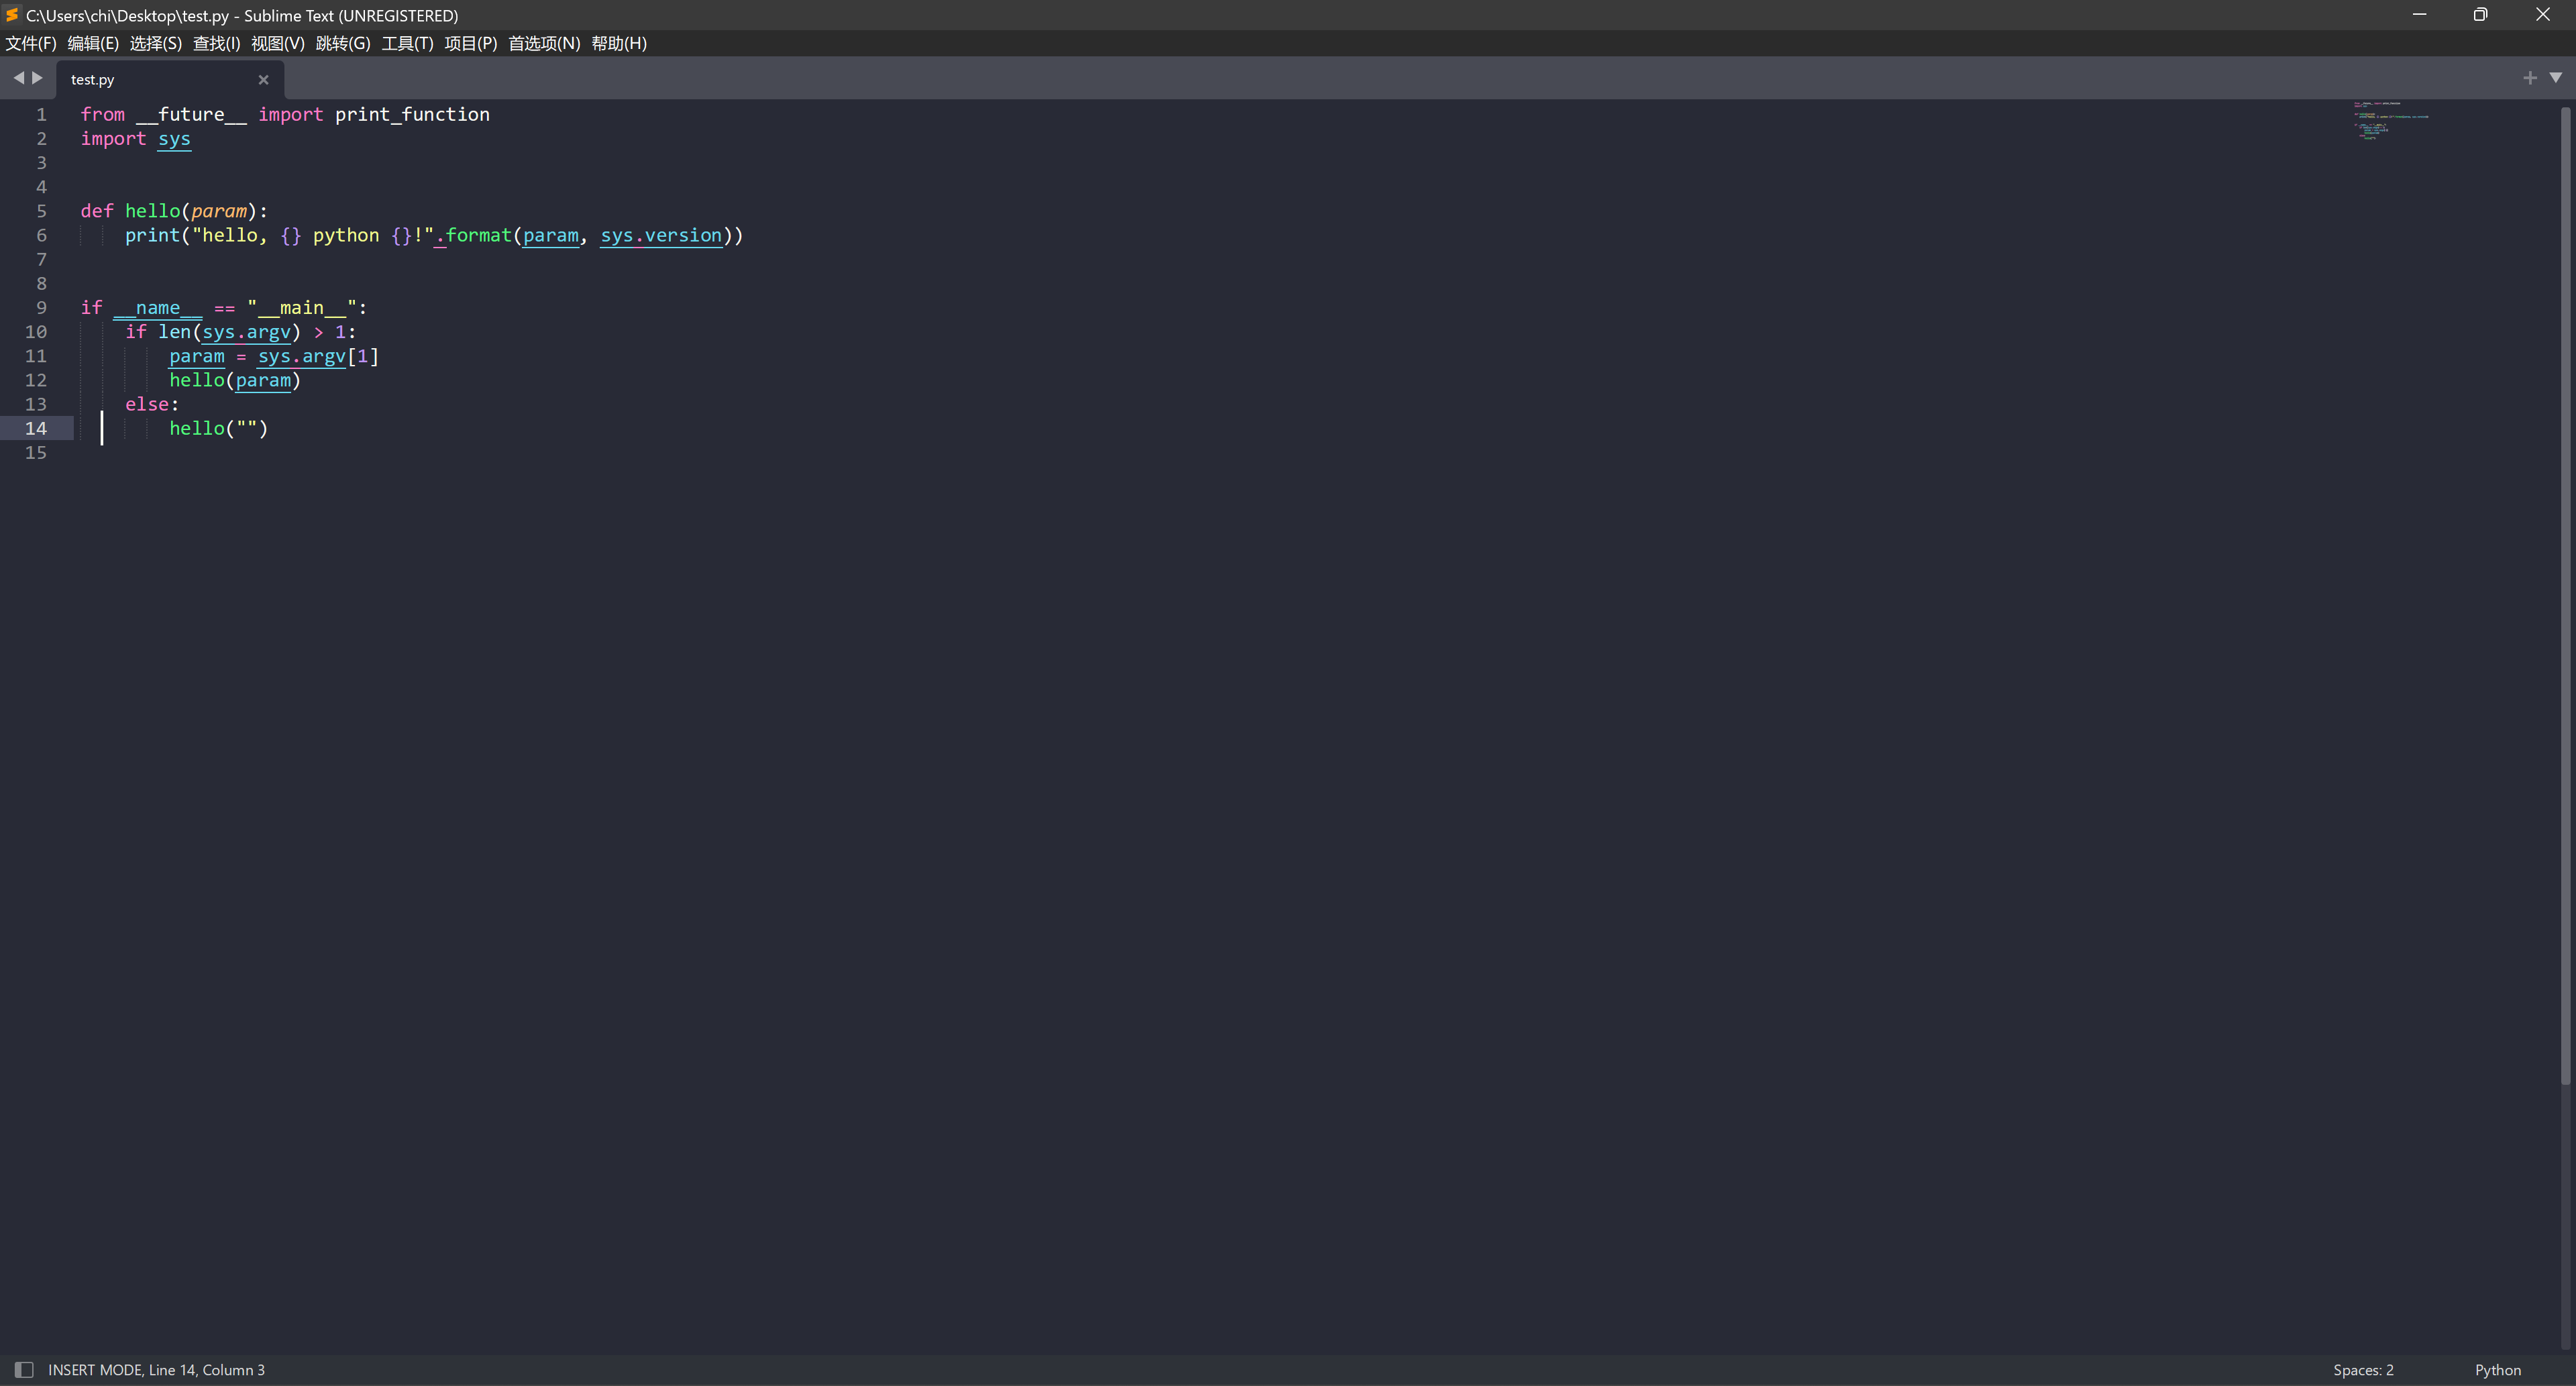 C:\Users\chi\Desktop\test.py - Sublime Text (UNREGISTERED)
文件(F) 编辑(E) 选择(S) 查找(I) 视图(V) 跳转(G) 工具(T) 项目(P) 首选项(N) 帮助(H)
test.py
1 from __future__ import print_function
2 import sys
3
4
5 def hello(param):
6     print("hello, {} python {}!".format(param, sys.version))
7
8
9 if __name__ == "__main__":
10     if len(sys.argv) > 1:
11         param = sys.argv[1]
12         hello(param)
13     else:
14         hello("")
15
INSERT MODE, Line 14, Column 3
Spaces: 2
Python